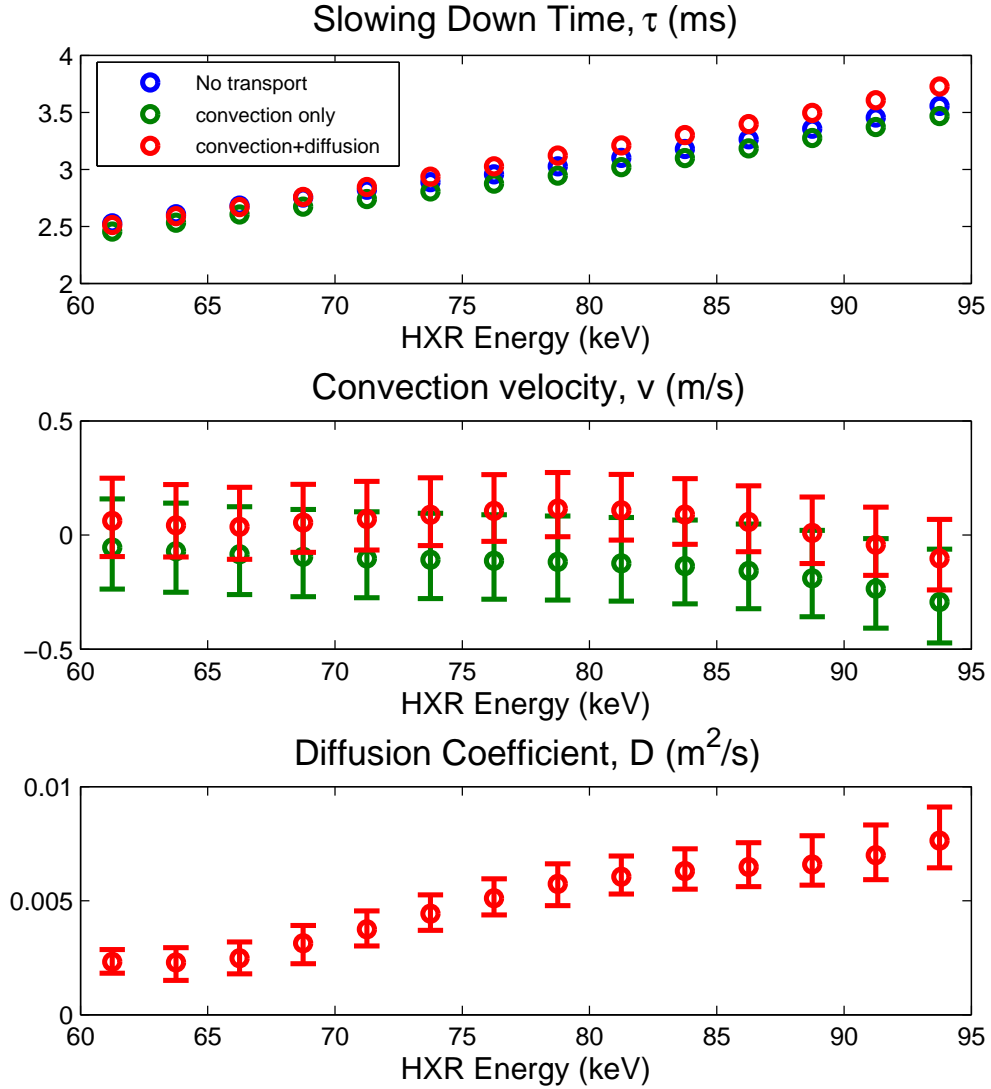 Slowing Down Time, τ (ms)
4
3.5
3
2.5
2
No transport
convection only
convection+diffusion
60 65 70 75 80 85 90 95
HXR Energy (keV)
Convection velocity, v (m/s)
0.5
0
−0.5
60 65 70 75 80 85 90 95
HXR Energy (keV)
Diffusion Coefficient, D (m²/s)
0.01
0.005
0
60 65 70 75 80 85 90 95
HXR Energy (keV)